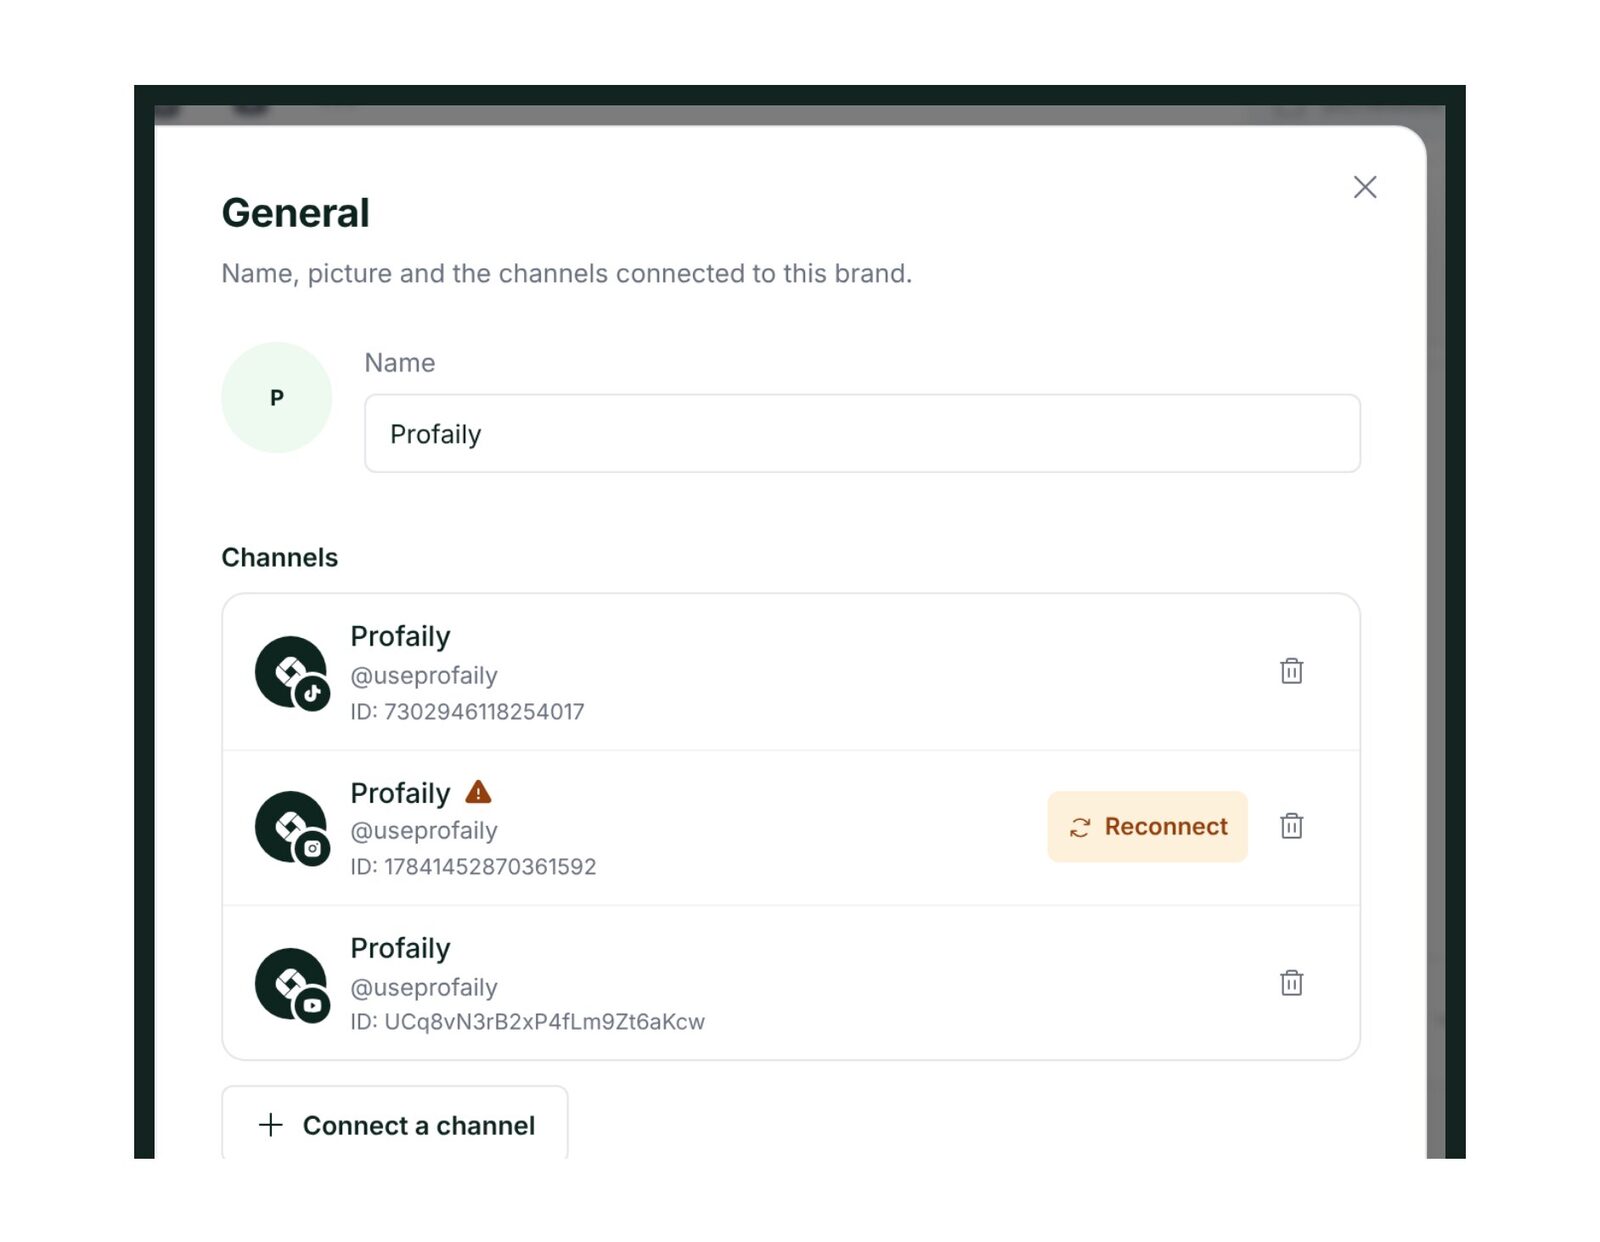 General
Name, picture and the channels connected to this brand.
P
Name
Profaily
Channels
Profaily
@useprofaily
ID: 7302946118254017
Profaily
@useprofaily
ID: 17841452870361592
Reconnect
Profaily
@useprofaily
ID: UCq8vN3rB2xP4fLm9Zt6aKcw
Connect a channel